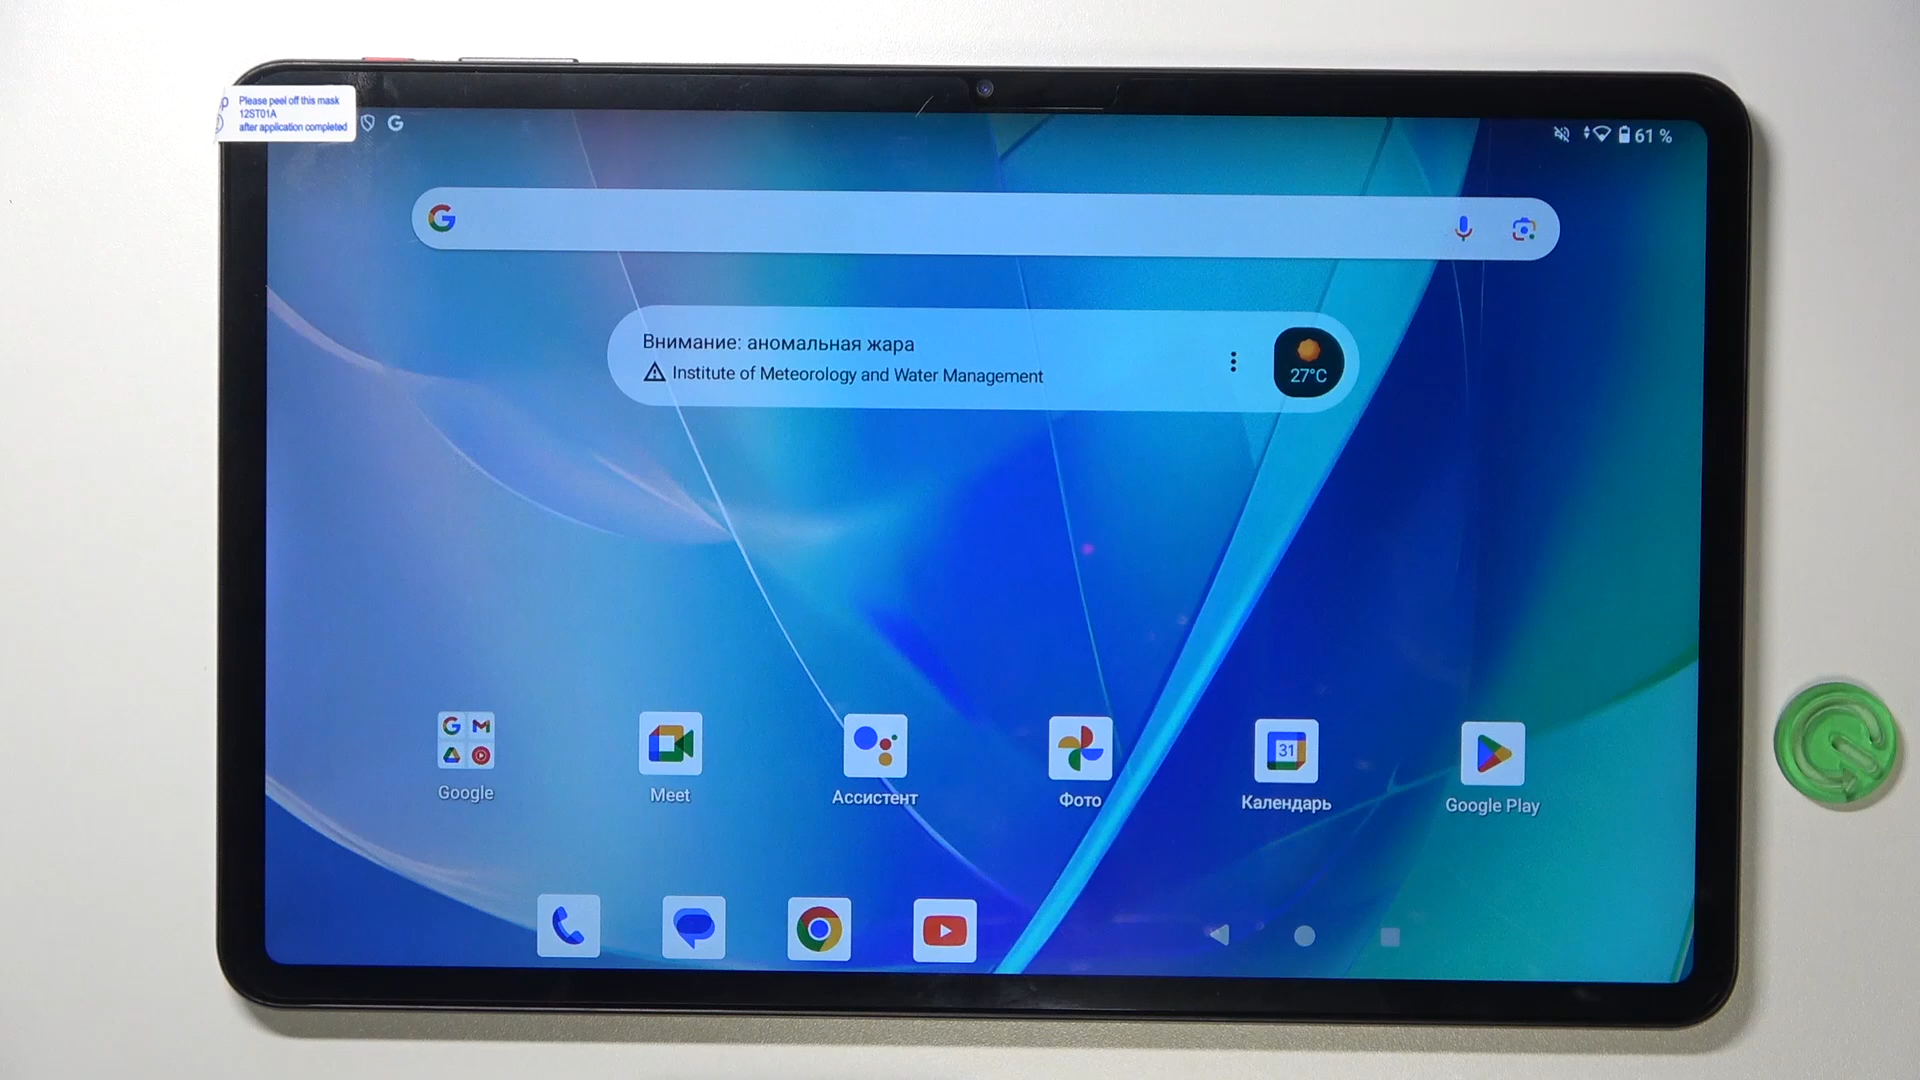 Please peel off this mask
12ST01A
after application completed
61 %
Внимание: аномальная жара
Institute of Meteorology and Water Management
27°C
31
Google
Meet
Ассистент
Фото
Календарь
Google Play